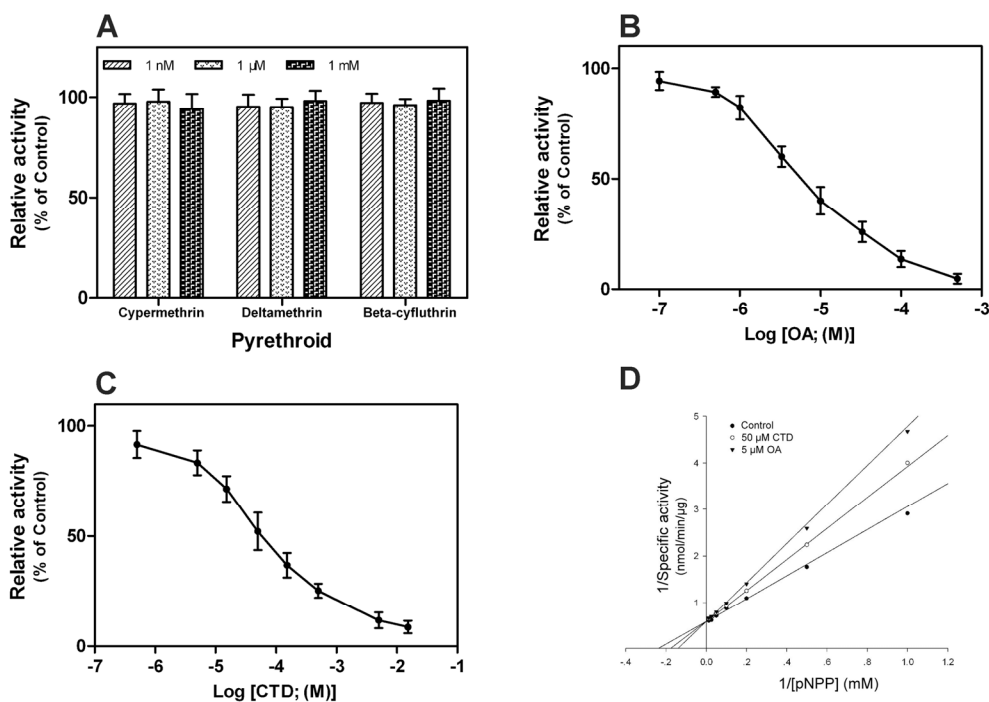 A
1 nM 1 µM 1 mM
Relative activity
(% of Control)
100
50
0
Cypermethrin Deltamethrin Beta-cyfluthrin
Pyrethroid
B
Relative activity
(% of Control)
100
50
0
-7 -6 -5 -4 -3
Log [OA; (M)]
C
Relative activity
(% of Control)
100
50
0
-7 -6 -5 -4 -3 -2 -1
Log [CTD; (M)]
D
Control
50 µM CTD
5 µM OA
1/Specific activity
(nmol/min/µg)
5
4
3
2
1
-.4 -.2 0.0 .2 .4 .6 .8 1.0 1.2
1/[pNPP] (mM)